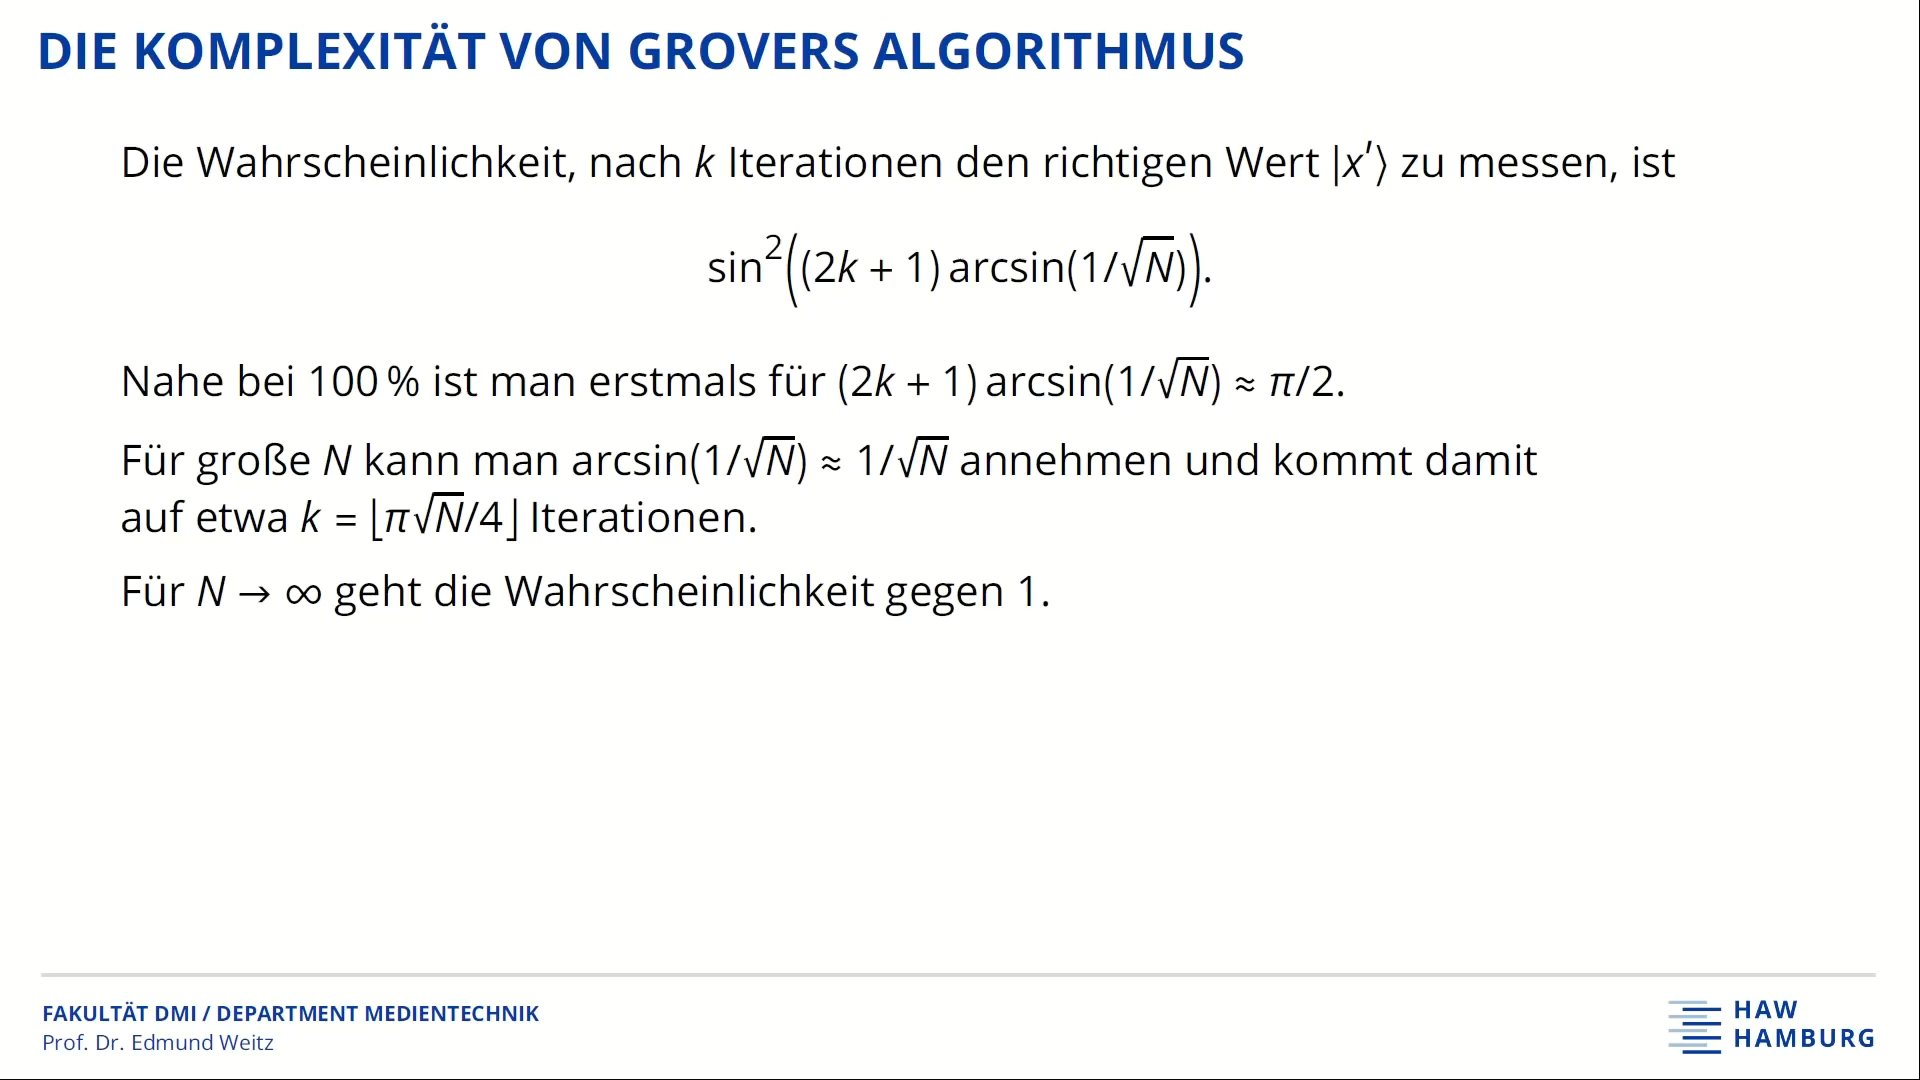 DIE KOMPLEXITÄT VON GROVERS ALGORITHMUS
Die Wahrscheinlichkeit, nach k Iterationen den richtigen Wert |x′⟩ zu messen, ist
sin²((2k + 1) arcsin(1/√N)).
Nahe bei 100 % ist man erstmals für (2k + 1) arcsin(1/√N) ≈ π/2.
Für große N kann man arcsin(1/√N) ≈ 1/√N annehmen und kommt damit
auf etwa k = ⌊π√N/4⌋ Iterationen.
Für N → ∞ geht die Wahrscheinlichkeit gegen 1.
FAKULTÄT DMI / DEPARTMENT MEDIENTECHNIK
Prof. Dr. Edmund Weitz
HAW
HAMBURG